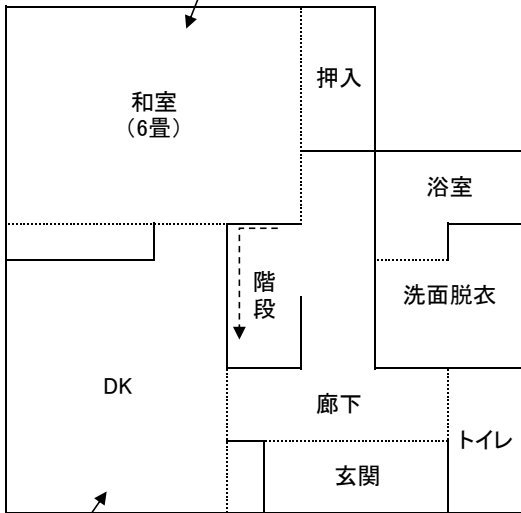 押入
和室
（6畳）
浴室
階
段
洗面脱衣
DK
廊下
トイレ
玄関